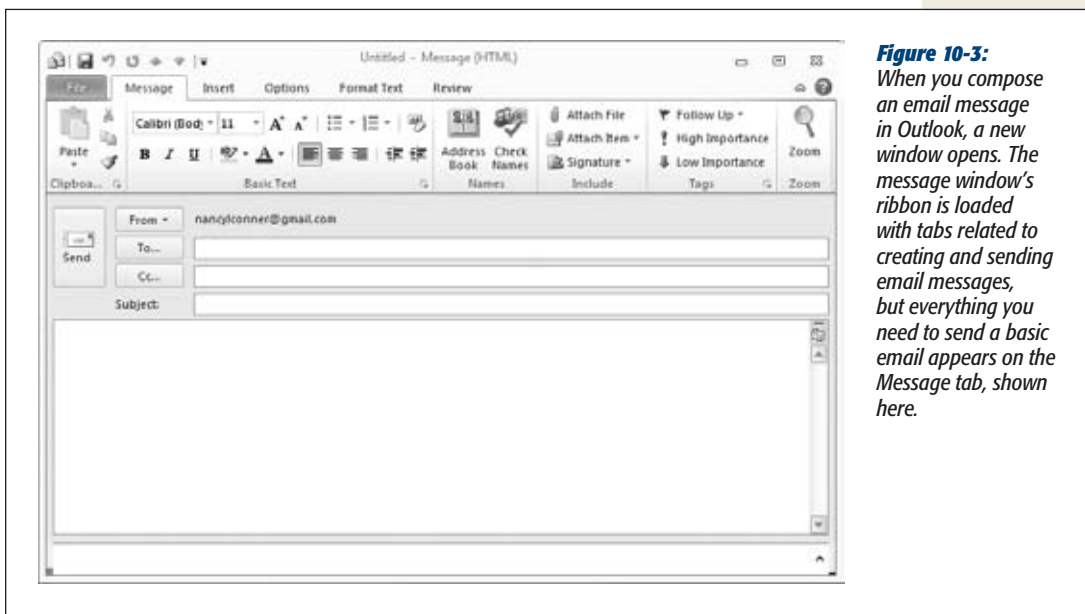 Untitled - Message (HTML)
File Message Insert Options Format Text Review
Paste
Clipboa...
Calibri (Body 11 A A
B I U A
Basic Text
Address Book
Check Names
Names
Attach File
Attach Item
Signature
Include
Follow Up
High Importance
Low Importance
Tags
Zoom
Zoom
Send
From nancylconner@gmail.com
To...
Cc...
Subject:
Figure 10-3:
When you compose
an email message
in Outlook, a new
window opens. The
message window's
ribbon is loaded
with tabs related to
creating and sending
email messages,
but everything you
need to send a basic
email appears on the
Message tab, shown
here.